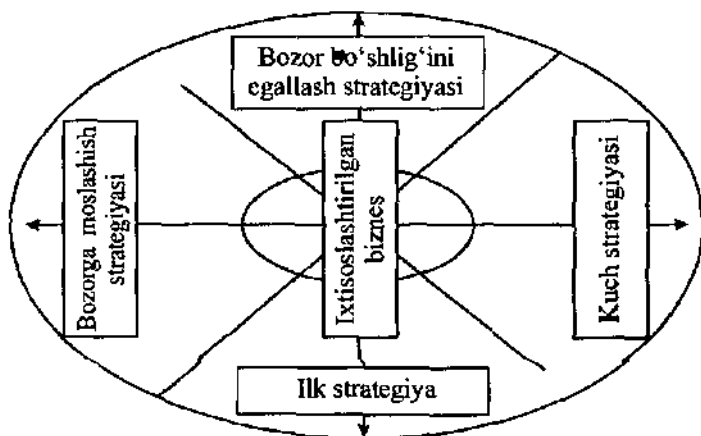 Bozor bo‘shlig‘ini
egallash strategiyasi
Bozorga moslashish
strategiyasi
Ixtisoslashtirilgan
biznes
Kuch strategiyasi
Ilk strategiya